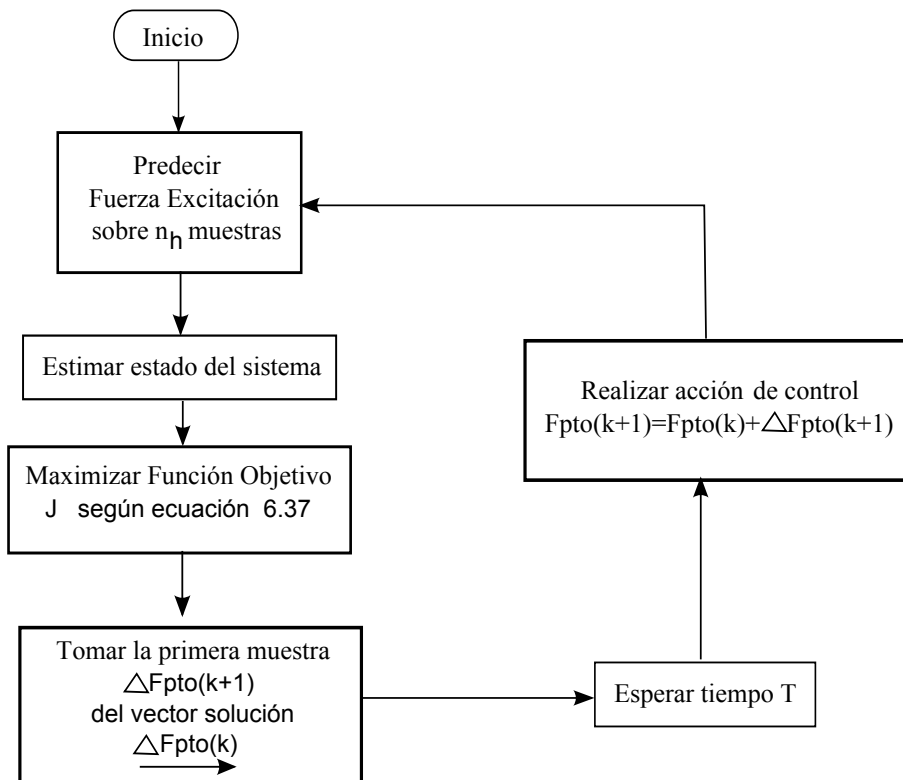 Inicio
Predecir
Fuerza Excitación
sobre nh muestras
Estimar estado del sistema
Maximizar Función Objetivo
J según ecuación 6.37
Tomar la primera muestra
△Fpto(k+1)
del vector solución
△Fpto(k)
Esperar tiempo T
Realizar acción de control
Fpto(k+1)=Fpto(k)+△Fpto(k+1)